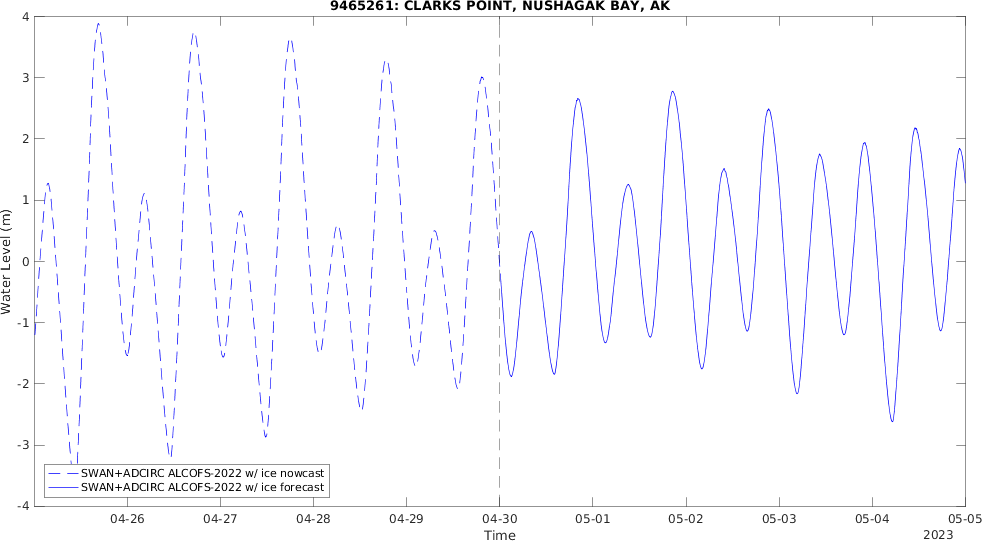 9465261: CLARKS POINT, NUSHAGAK BAY, AK
Water Level (m)
4
3
2
1
0
-1
-2
-3
-4
SWAN+ADCIRC ALCOFS-2022 w/ ice nowcast
SWAN+ADCIRC ALCOFS-2022 w/ ice forecast
04-26 04-27 04-28 04-29 04-30 05-01 05-02 05-03 05-04 05-05
Time
2023